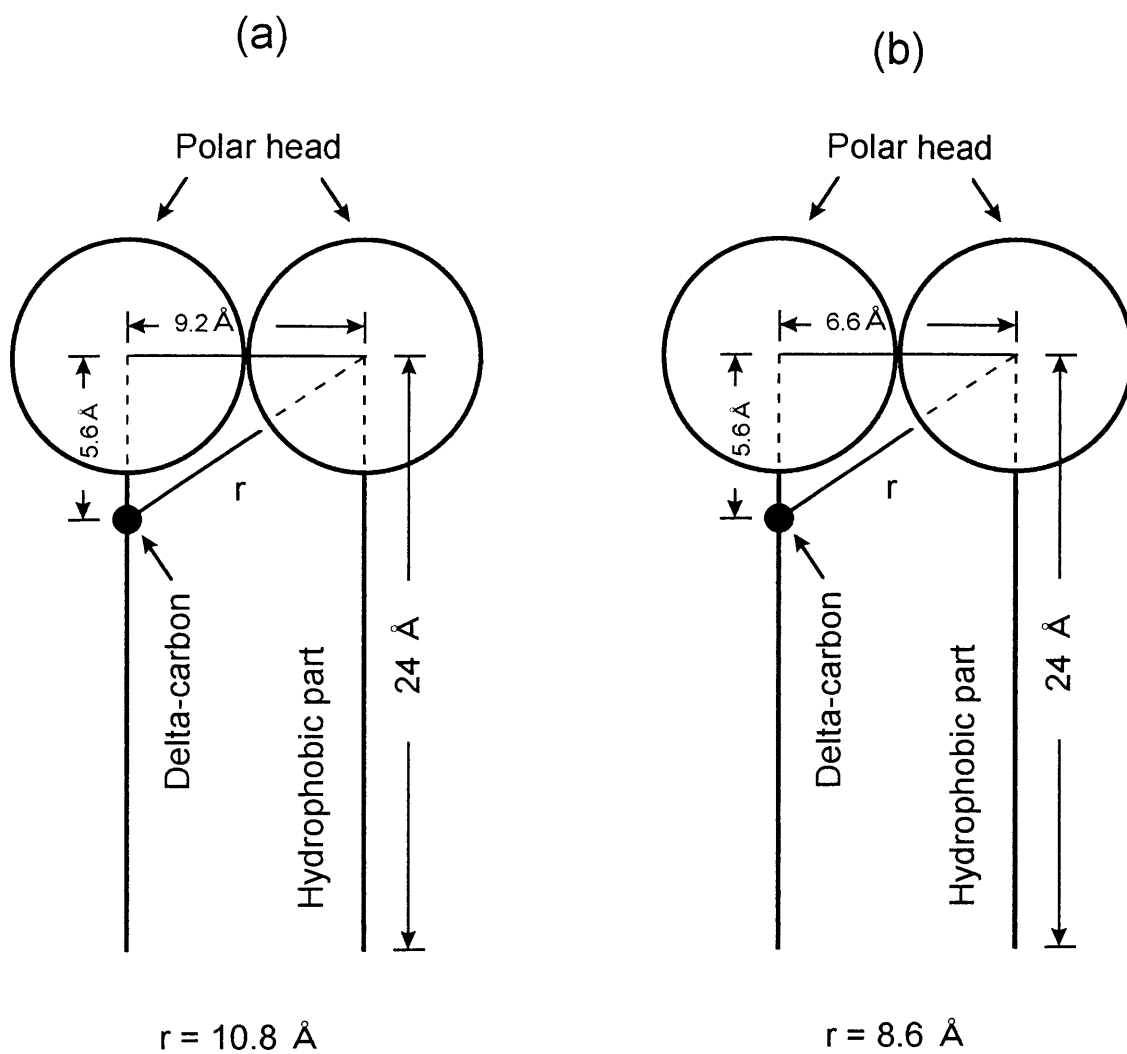 (a)
Polar head
9.2 Å
5.6 Å
r
Delta-carbon
Hydrophobic part
24 Å
r = 10.8 Å
(b)
Polar head
6.6 Å
5.6 Å
r
Delta-carbon
Hydrophobic part
24 Å
r = 8.6 Å